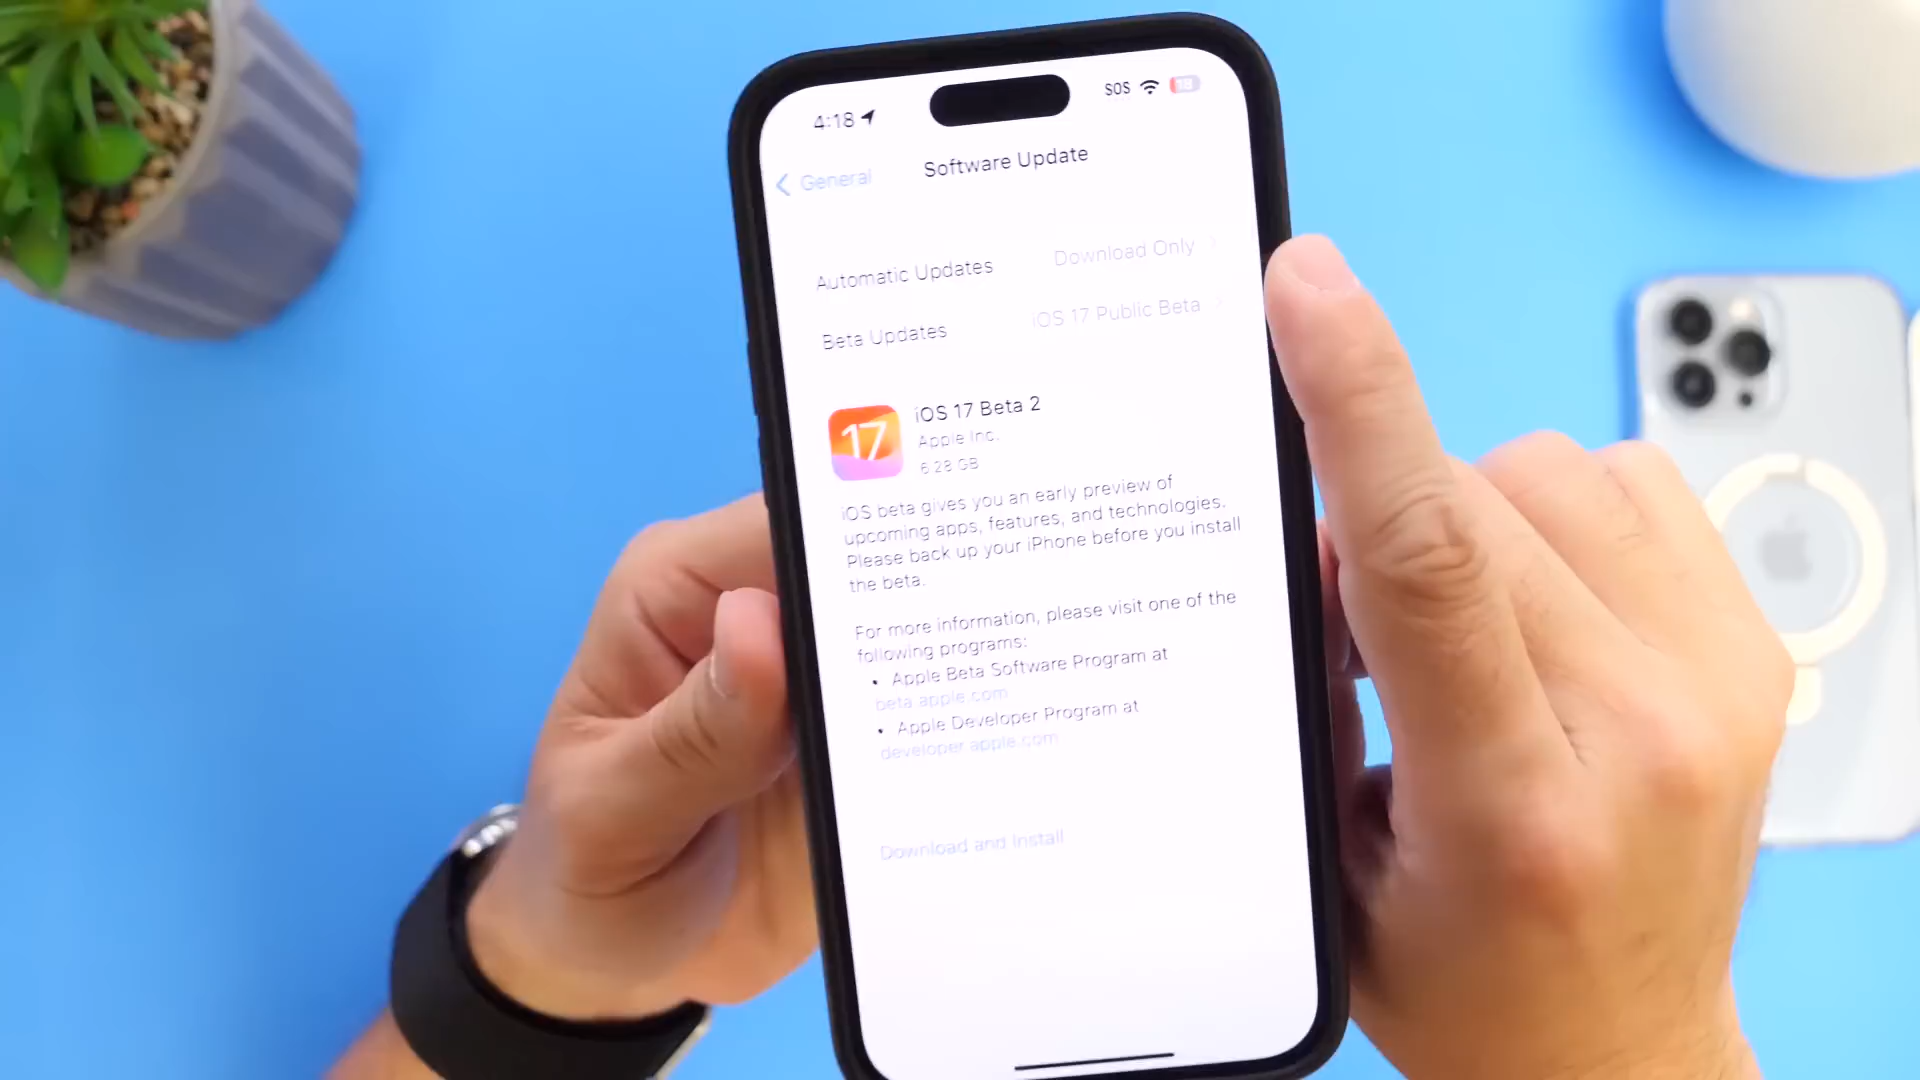 4:18
SOS
18
General
Software Update
Automatic Updates
Download Only
Beta Updates
iOS 17 Public Beta
17
iOS 17 Beta 2
Apple Inc.
6.28 GB
iOS beta gives you an early preview of
upcoming apps, features, and technologies.
Please back up your iPhone before you install
the beta.
For more information, please visit one of the
following programs:
• Apple Beta Software Program at
beta.apple.com
• Apple Developer Program at
developer.apple.com
Download and Install